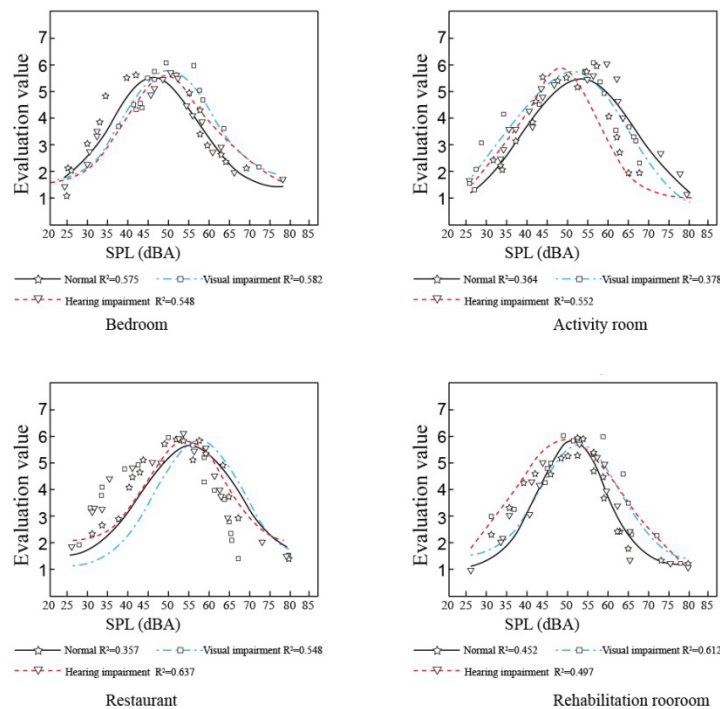 Evaluation value
7
6
5
4
3
2
1
20 25 30 35 40 45 50 55 60 65 70 75 80 85
SPL (dBA)
Normal R²=0.575 Visual impairment R²=0.582
Hearing impairment R²=0.548
Bedroom
Evaluation value
7
6
5
4
3
2
1
20 25 30 35 40 45 50 55 60 65 70 75 80 85
SPL (dBA)
Normal R²=0.364 Visual impairment R²=0.378
Hearing impairment R²=0.552
Activity room
Evaluation value
7
6
5
4
3
2
1
20 25 30 35 40 45 50 55 60 65 70 75 80 85
SPL (dBA)
Normal R²=0.357 Visual impairment R²=0.548
Hearing impairment R²=0.637
Restaurant
Evaluation value
7
6
5
4
3
2
1
20 25 30 35 40 45 50 55 60 65 70 75 80 85
SPL (dBA)
Normal R²=0.452 Visual impairment R²=0.612
Hearing impairment R²=0.497
Rehabilitation rooroom